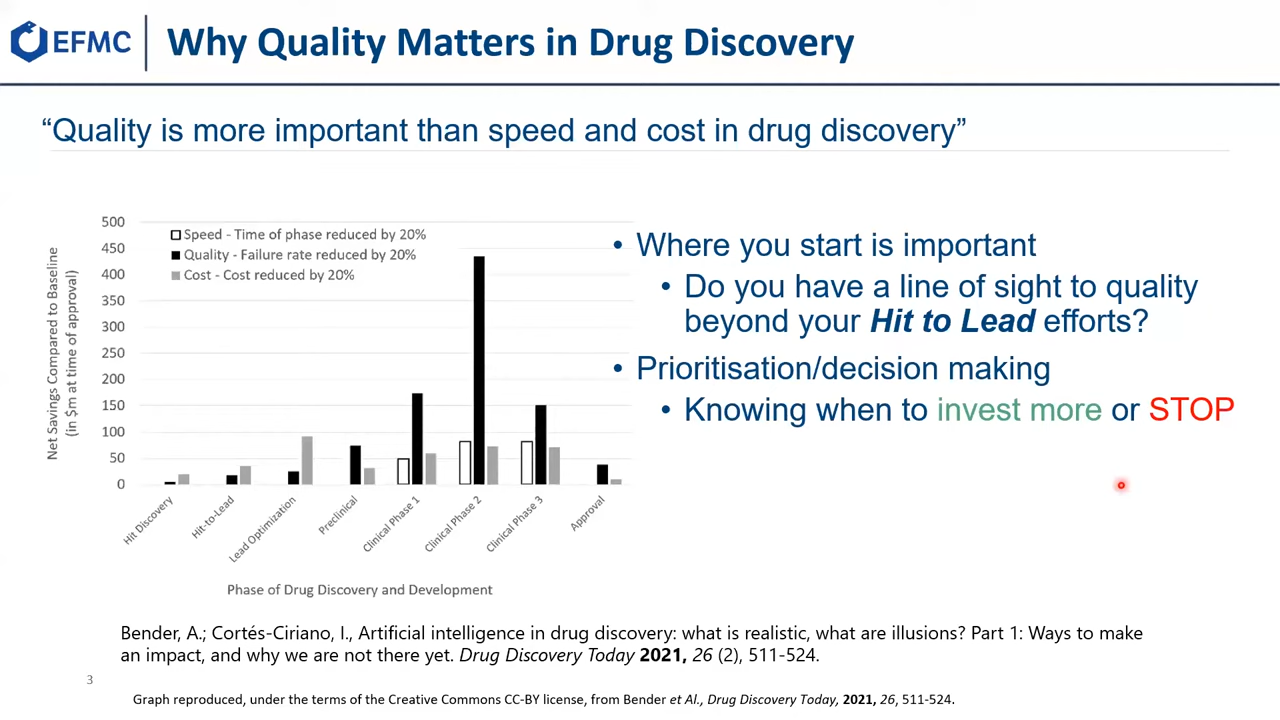 EFMC
Why Quality Matters in Drug Discovery
“Quality is more important than speed and cost in drug discovery”
Net Savings Compared to Baseline
(in $m at time of approval)
500
450
400
350
300
250
200
150
100
50
0
Speed - Time of phase reduced by 20%
Quality - Failure rate reduced by 20%
Cost - Cost reduced by 20%
Hit Discovery
Hit-to-Lead
Lead Optimization
Preclinical
Clinical Phase 1
Clinical Phase 2
Clinical Phase 3
Approval
Phase of Drug Discovery and Development
• Where you start is important
• Do you have a line of sight to quality
beyond your Hit to Lead efforts?
• Prioritisation/decision making
• Knowing when to invest more or STOP
Bender, A.; Cortés-Ciriano, I., Artificial intelligence in drug discovery: what is realistic, what are illusions? Part 1: Ways to make
an impact, and why we are not there yet. Drug Discovery Today 2021, 26 (2), 511-524.
3
Graph reproduced, under the terms of the Creative Commons CC-BY license, from Bender et Al., Drug Discovery Today, 2021, 26, 511-524.